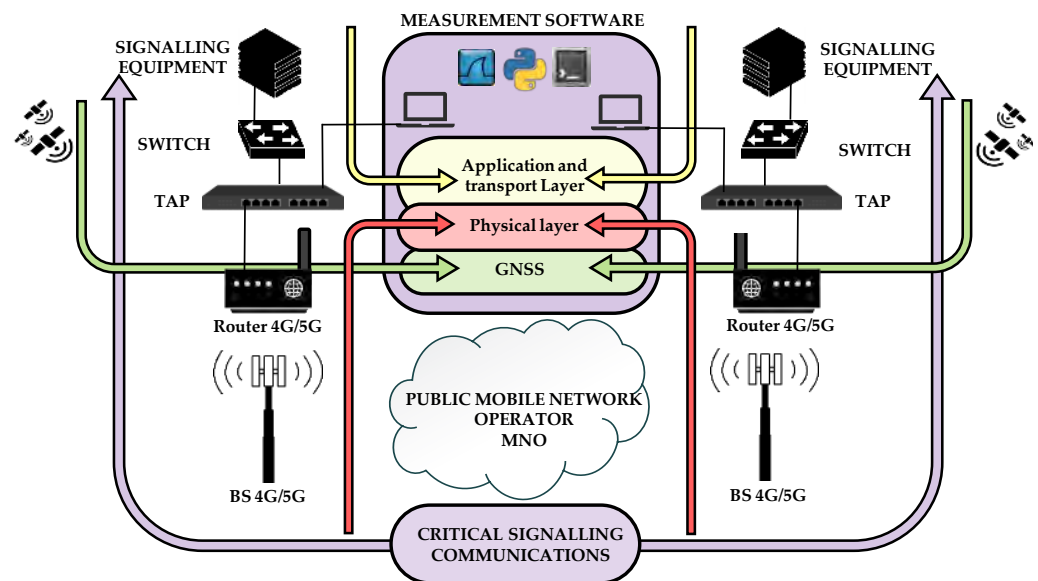 MEASUREMENT SOFTWARE
SIGNALLING
EQUIPMENT
SIGNALLING
EQUIPMENT
SWITCH
SWITCH
Application and
transport Layer
TAP
TAP
Physical layer
GNSS
Router 4G/5G
Router 4G/5G
PUBLIC MOBILE NETWORK
OPERATOR
MNO
BS 4G/5G
BS 4G/5G
CRITICAL SIGNALLING
COMMUNICATIONS